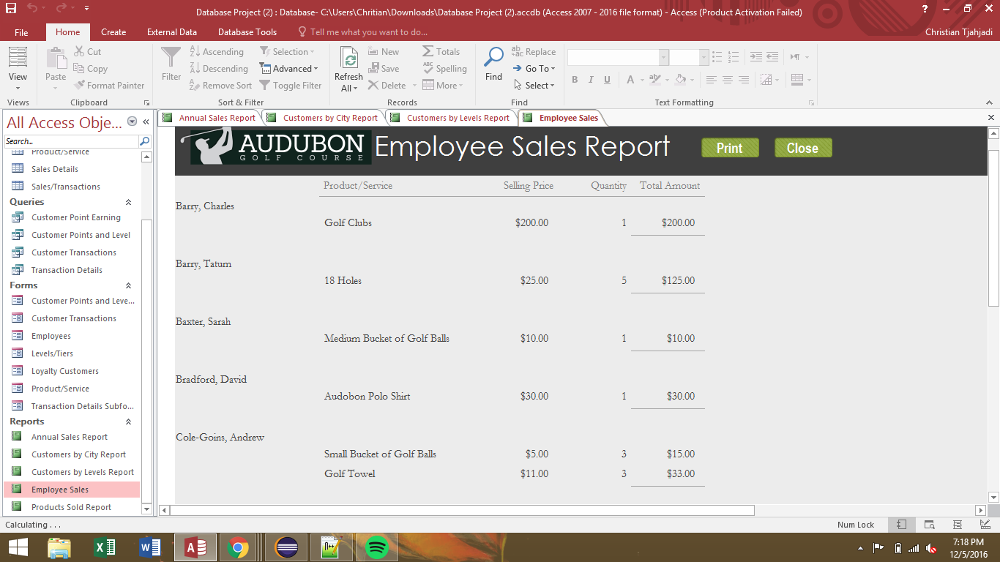 Database Project (2) : Database- C:\Users\Chritian\Downloads\Database Project (2).accdb (Access 2007 - 2016 file format) - Access (Product Activation Failed)
File Home Create External Data Database Tools Tell me what you want to do... Christian Tjahjadi
View
Views
Paste
Cut
Copy
Format Painter
Clipboard
Filter
Ascending
Descending
Remove Sort
Selection
Advanced
Toggle Filter
Sort & Filter
Refresh
All
New
Save
Delete
Totals
Spelling
More
Records
Find
Replace
Go To
Select
Find
B I U A ab
Text Formatting
All Access Obje...
Search...
Product/Service
Sales Details
Sales/Transactions
Queries
Customer Point Earning
Customer Points and Level
Customer Transactions
Transaction Details
Forms
Customer Points and Leve...
Customer Transactions
Employees
Levels/Tiers
Loyalty Customers
Product/Service
Transaction Details Subfo...
Reports
Annual Sales Report
Customers by City Report
Customers by Levels Report
Employee Sales
Products Sold Report
Annual Sales Report Customers by City Report Customers by Levels Report Employee Sales
AUDUBON
GOLF COURSE
Employee Sales Report
Print Close
Product/Service Selling Price Quantity Total Amount
Barry, Charles
Golf Clubs $200.00 1 $200.00
Barry, Tatum
18 Holes $25.00 5 $125.00
Baxter, Sarah
Medium Bucket of Golf Balls $10.00 1 $10.00
Bradford, David
Audobon Polo Shirt $30.00 1 $30.00
Cole-Goins, Andrew
Small Bucket of Golf Balls $5.00 3 $15.00
Golf Towel $11.00 3 $33.00
Calculating . . . Num Lock
7:18 PM
12/5/2016